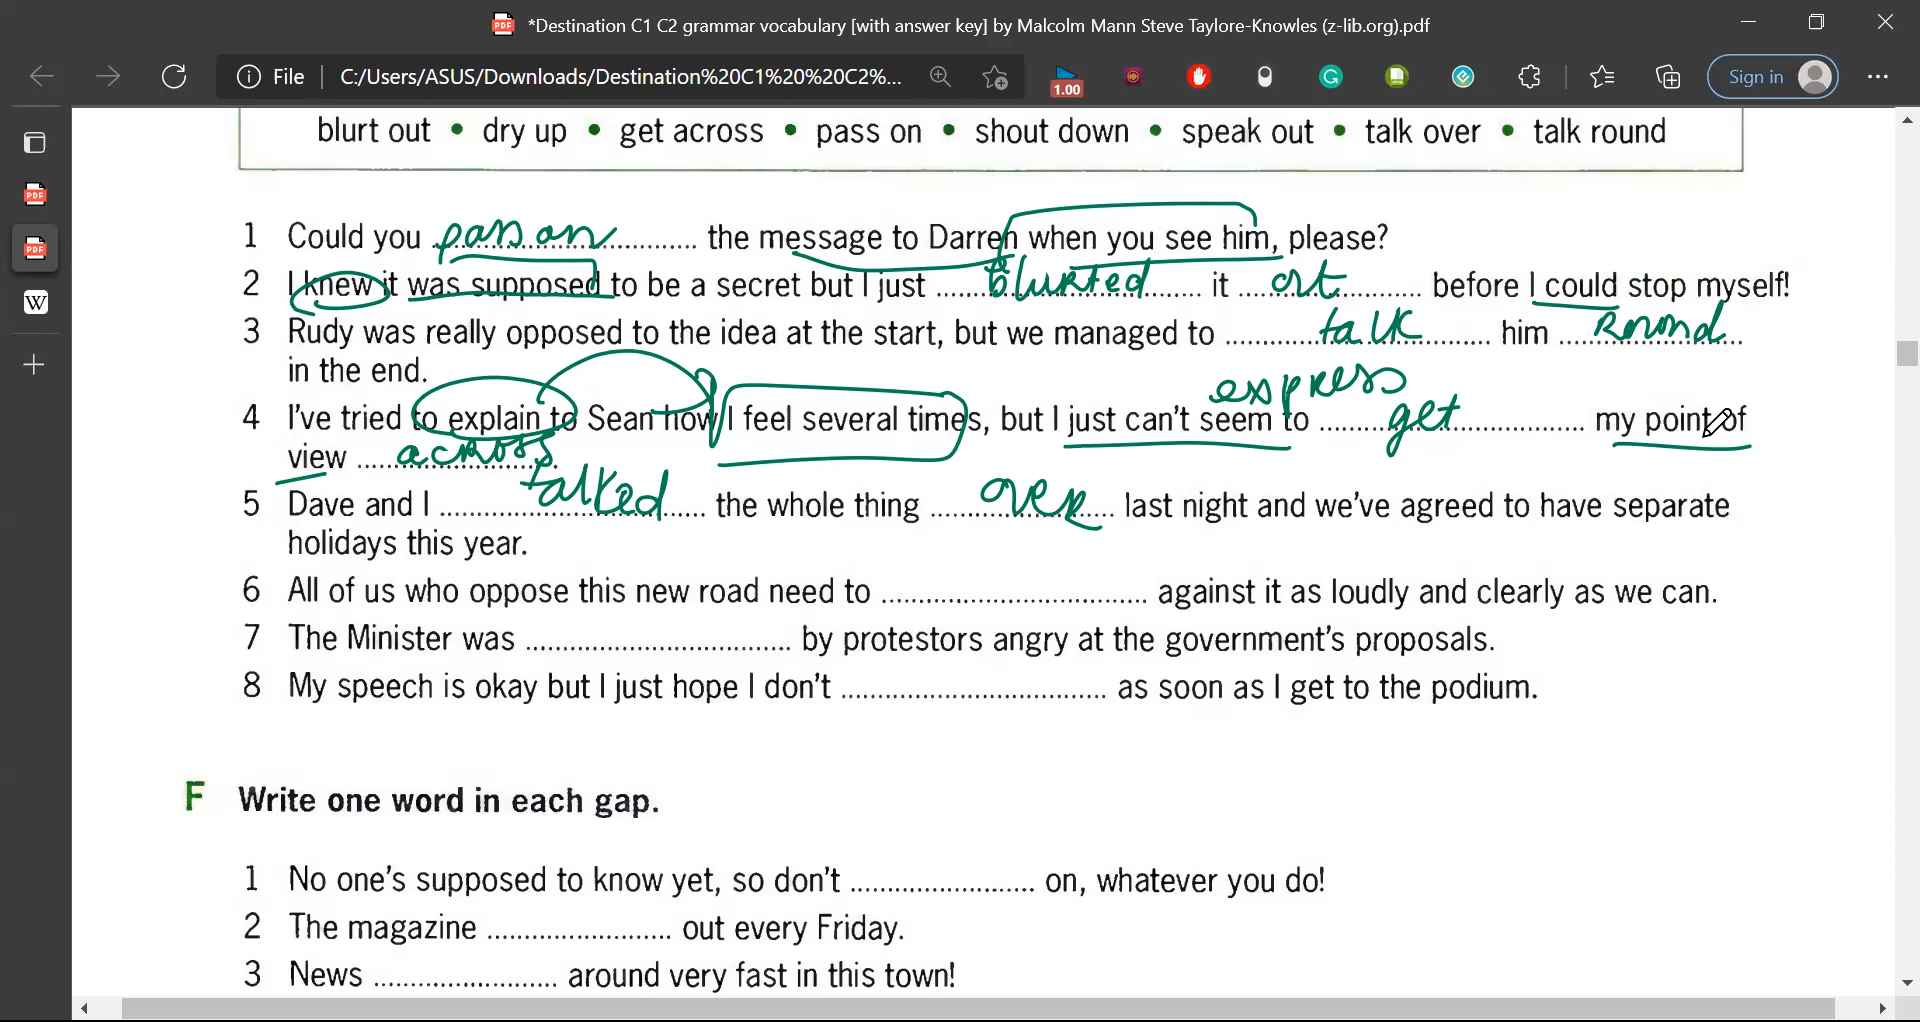 *Destination C1 C2 grammar vocabulary [with answer key] by Malcolm Mann Steve Taylore-Knowles (z-lib.org).pdf
File | C:/Users/ASUS/Downloads/Destination%20C1%20%20C2%... 1.00 Sign in
blurt out • dry up • get across • pass on • shout down • speak out • talk over • talk round
1 Could you pass on the message to Darren when you see him, please?
2 I knew it was supposed to be a secret but I just blurted it out before I could stop myself!
3 Rudy was really opposed to the idea at the start, but we managed to talk him round
in the end.
express
4 I've tried to explain to Sean how I feel several times, but I just can't seem to get my point of
view across.
5 Dave and I talked the whole thing over last night and we've agreed to have separate
holidays this year.
6 All of us who oppose this new road need to .................................... against it as loudly and clearly as we can.
7 The Minister was .................................... by protestors angry at the government's proposals.
8 My speech is okay but I just hope I don't .................................... as soon as I get to the podium.
F Write one word in each gap.
1 No one's supposed to know yet, so don't ......................... on, whatever you do!
2 The magazine ......................... out every Friday.
3 News ......................... around very fast in this town!